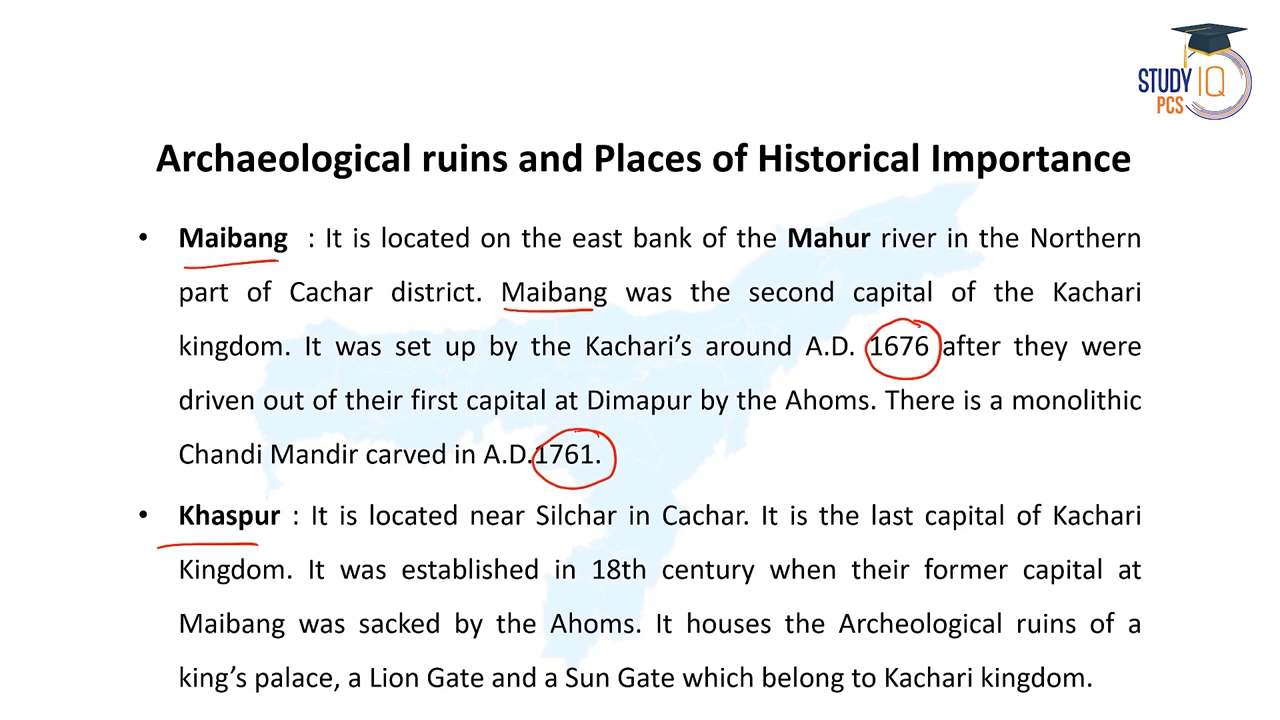 STUDY IQ
PCS
Archaeological ruins and Places of Historical Importance
• Maibang : It is located on the east bank of the Mahur river in the Northern
part of Cachar district. Maibang was the second capital of the Kachari
kingdom. It was set up by the Kachari's around A.D. 1676 after they were
driven out of their first capital at Dimapur by the Ahoms. There is a monolithic
Chandi Mandir carved in A.D.1761.
• Khaspur : It is located near Silchar in Cachar. It is the last capital of Kachari
Kingdom. It was established in 18th century when their former capital at
Maibang was sacked by the Ahoms. It houses the Archeological ruins of a
king's palace, a Lion Gate and a Sun Gate which belong to Kachari kingdom.